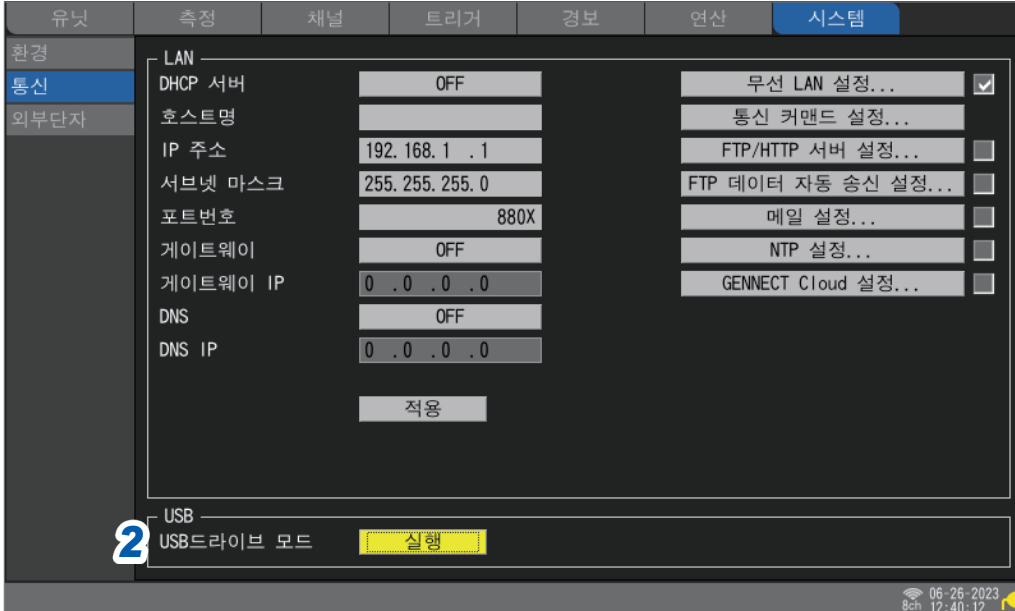 유닛 측정 채널 트리거 경보 연산 시스템
환경
통신
외부단자
LAN
DHCP 서버 OFF 무선 LAN 설정...
호스트명 통신 커맨드 설정...
IP 주소 192.168.1 .1 FTP/HTTP 서버 설정...
서브넷 마스크 255.255.255.0 FTP 데이터 자동 송신 설정...
포트번호 880X 메일 설정...
게이트웨이 OFF NTP 설정...
게이트웨이 IP 0 .0 .0 .0 GENNECT Cloud 설정...
DNS OFF
DNS IP 0 .0 .0 .0
적용
USB
2 USB드라이브 모드 실행
06-26-2023
8ch 12:40:12